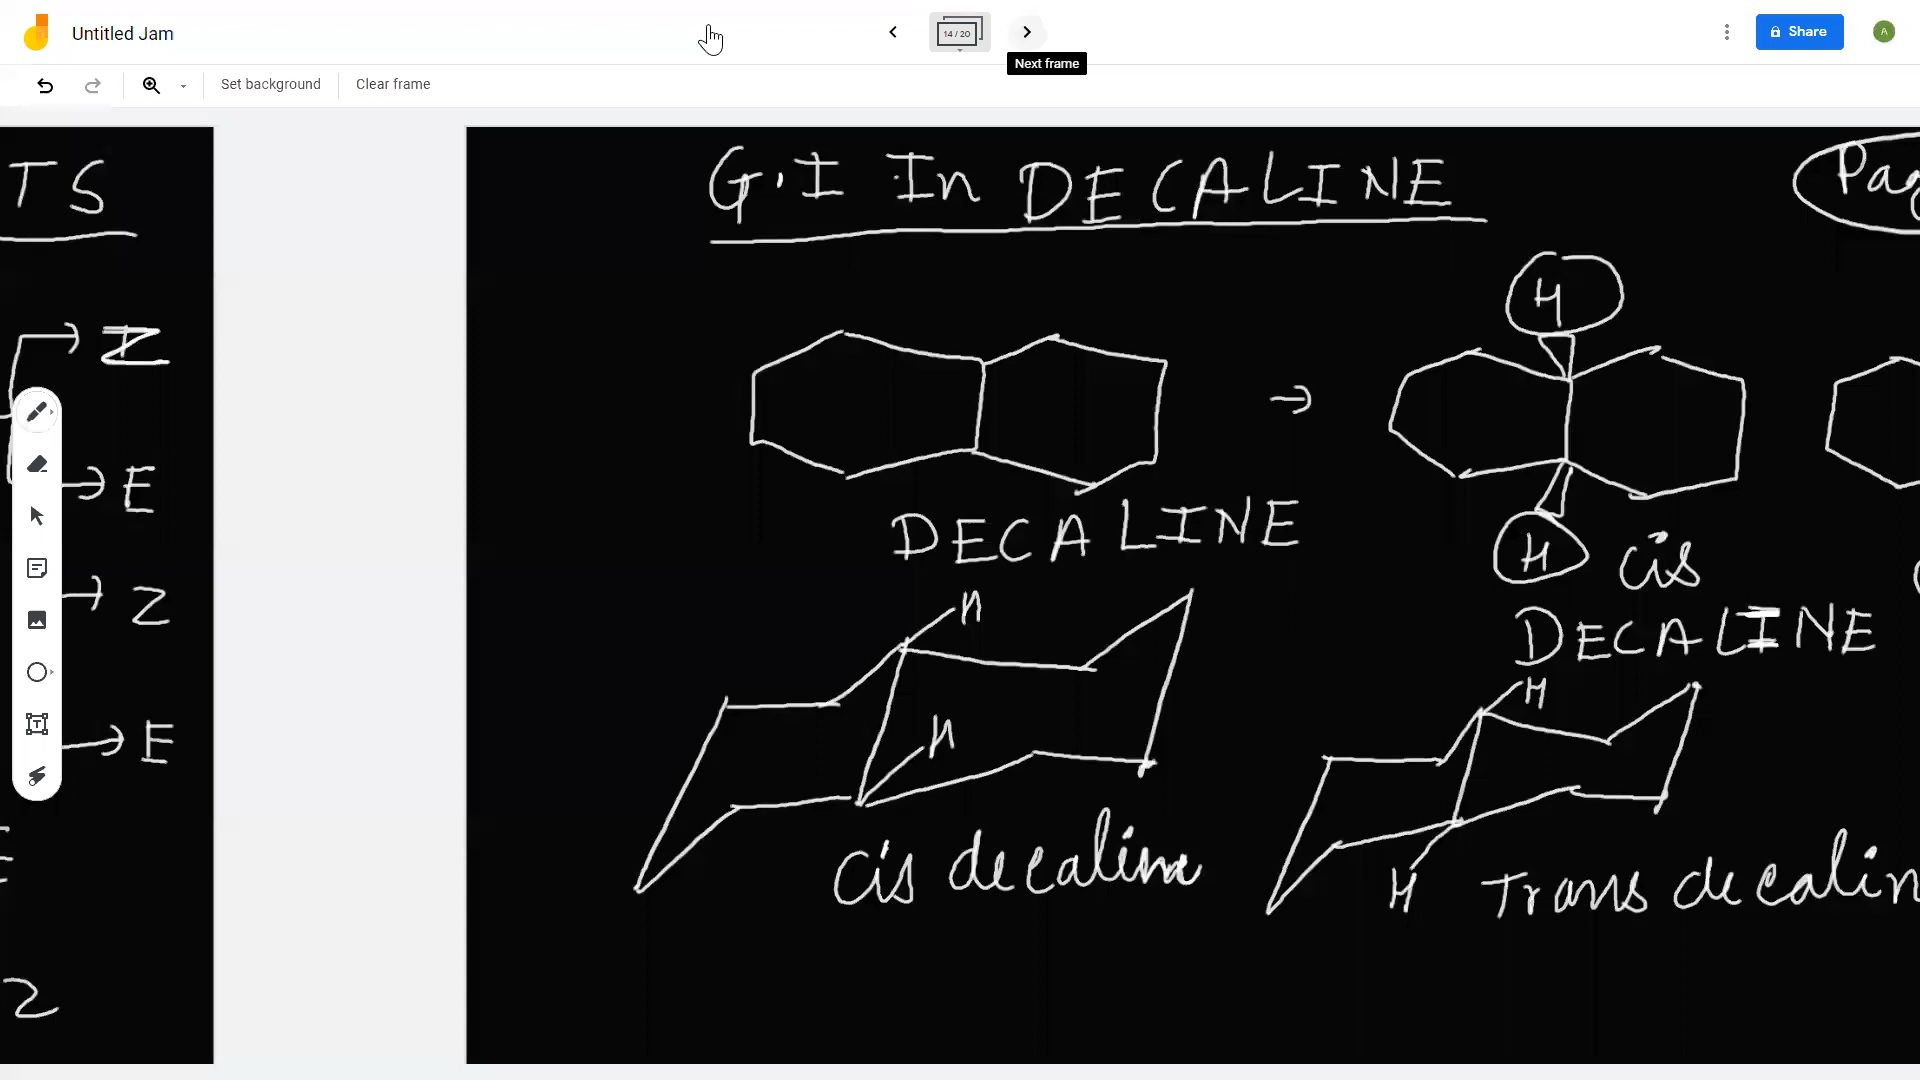 Untitled Jam
14 / 20
Share
A
Next frame
Set background
Clear frame
TS
Z
E
Z
E
2
G.I In DECALINE
H
H
cis
DECALINE
DECALINE
H
H
cis decaline
H
H
Trans decalin